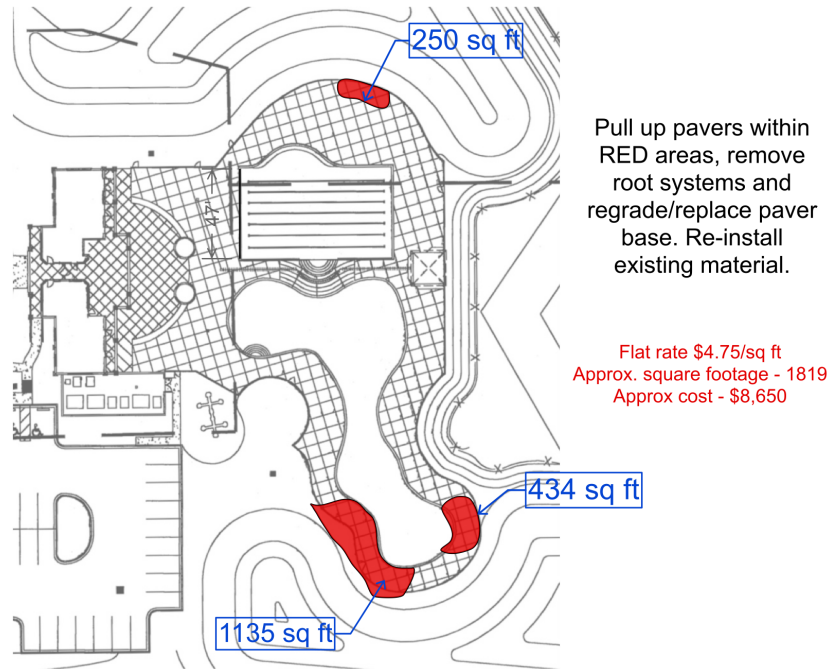 250 sq ft
Pull up pavers within
RED areas, remove
root systems and
regrade/replace paver
base. Re-install
existing material.
47'
Flat rate $4.75/sq ft
Approx. square footage - 1819
Approx cost - $8,650
434 sq ft
1135 sq ft